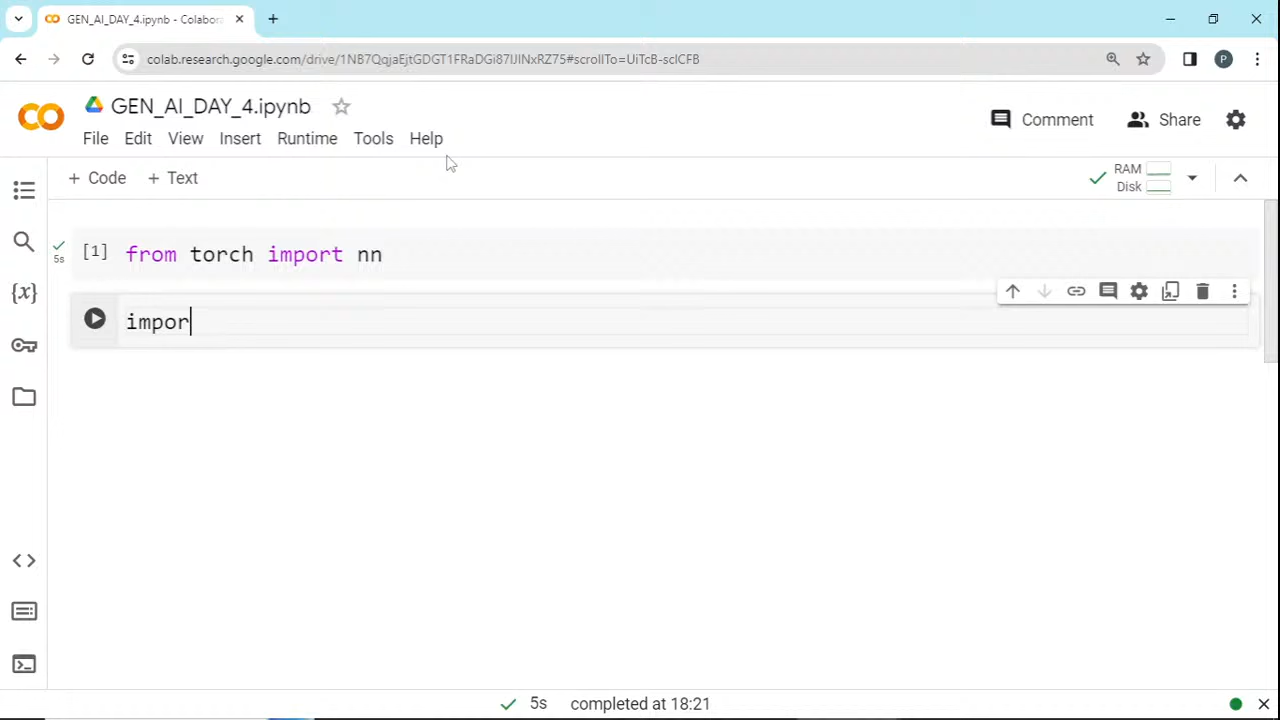 GEN_AI_DAY_4.ipynb - Colabora
colab.research.google.com/drive/1NB7QqjaEjtGDGT1FRaDGi87IJINxRZ75#scrollTo=UiTcB-scICFB
P
GEN_AI_DAY_4.ipynb
Comment
Share
File Edit View Insert Runtime Tools Help
+ Code + Text
RAM
Disk
5s
[1] from torch import nn
{x}
impor
5s completed at 18:21